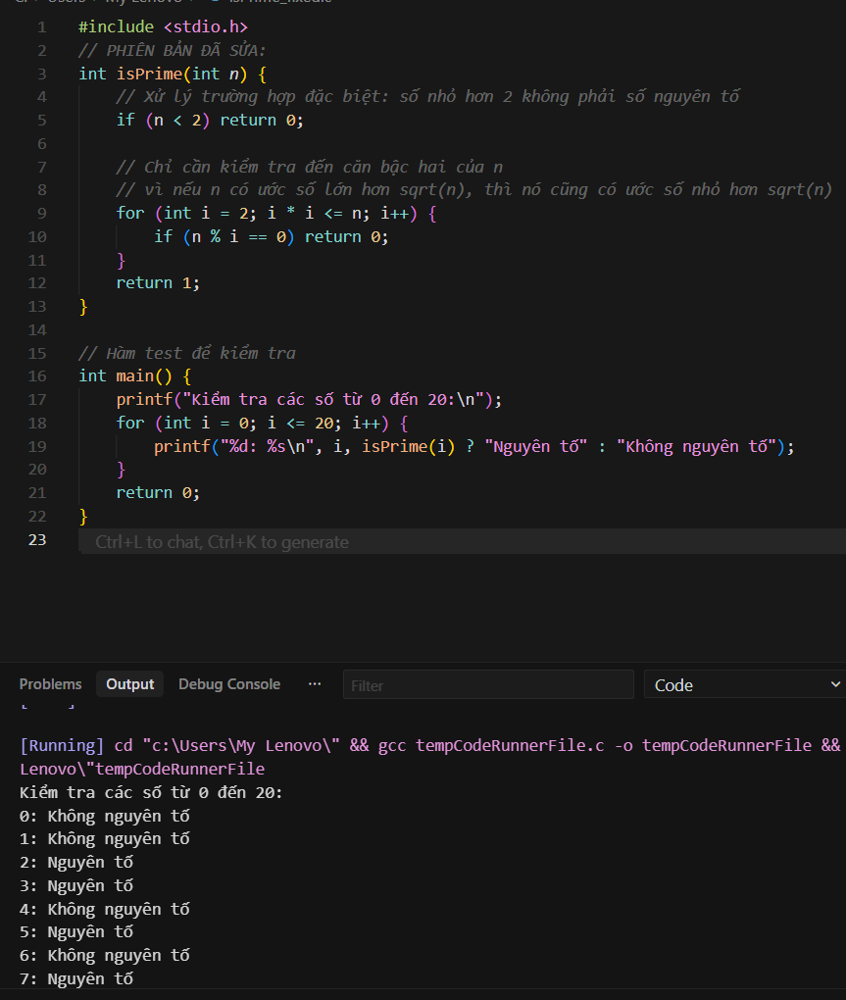 1 #include <stdio.h>
2 // PHIÊN BẢN ĐÃ SỬA:
3 int isPrime(int n) {
4 // Xử lý trường hợp đặc biệt: số nhỏ hơn 2 không phải số nguyên tố
5 if (n < 2) return 0;
6
7 // Chỉ cần kiểm tra đến căn bậc hai của n
8 // vì nếu n có ước số lớn hơn sqrt(n), thì nó cũng có ước số nhỏ hơn sqrt(n)
9 for (int i = 2; i * i <= n; i++) {
10 if (n % i == 0) return 0;
11 }
12 return 1;
13 }
14
15 // Hàm test để kiểm tra
16 int main() {
17 printf("Kiểm tra các số từ 0 đến 20:\n");
18 for (int i = 0; i <= 20; i++) {
19 printf("%d: %s\n", i, isPrime(i) ? "Nguyên tố" : "Không nguyên tố");
20 }
21 return 0;
22 }
23 Ctrl+L to chat, Ctrl+K to generate
Problems Output Debug Console ··· Filter Code
[Running] cd "c:\Users\My Lenovo\" && gcc tempCodeRunnerFile.c -o tempCodeRunnerFile &&
Lenovo\"tempCodeRunnerFile
Kiểm tra các số từ 0 đến 20:
0: Không nguyên tố
1: Không nguyên tố
2: Nguyên tố
3: Nguyên tố
4: Không nguyên tố
5: Nguyên tố
6: Không nguyên tố
7: Nguyên tố